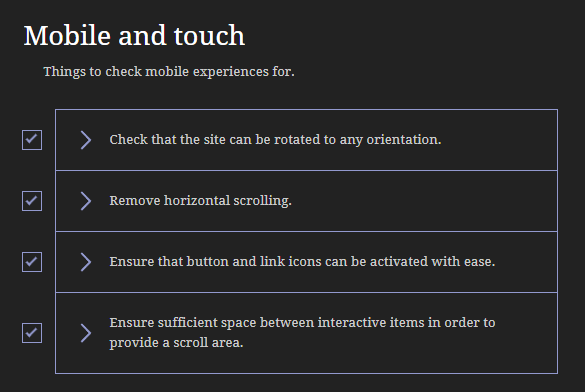 Mobile and touch
Things to check mobile experiences for.
Check that the site can be rotated to any orientation.
Remove horizontal scrolling.
Ensure that button and link icons can be activated with ease.
Ensure sufficient space between interactive items in order to
provide a scroll area.